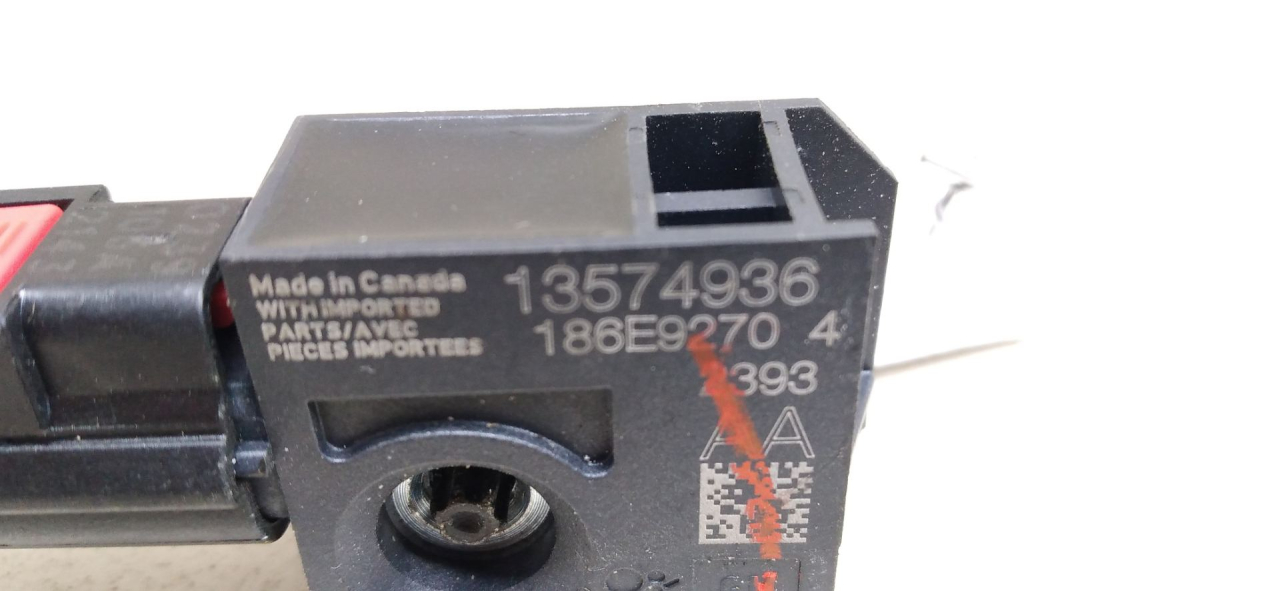 Made in Canada
WITH IMPORTED
PARTS/AVEC
PIECES IMPORTEES
13574936
186E9270 4
AA